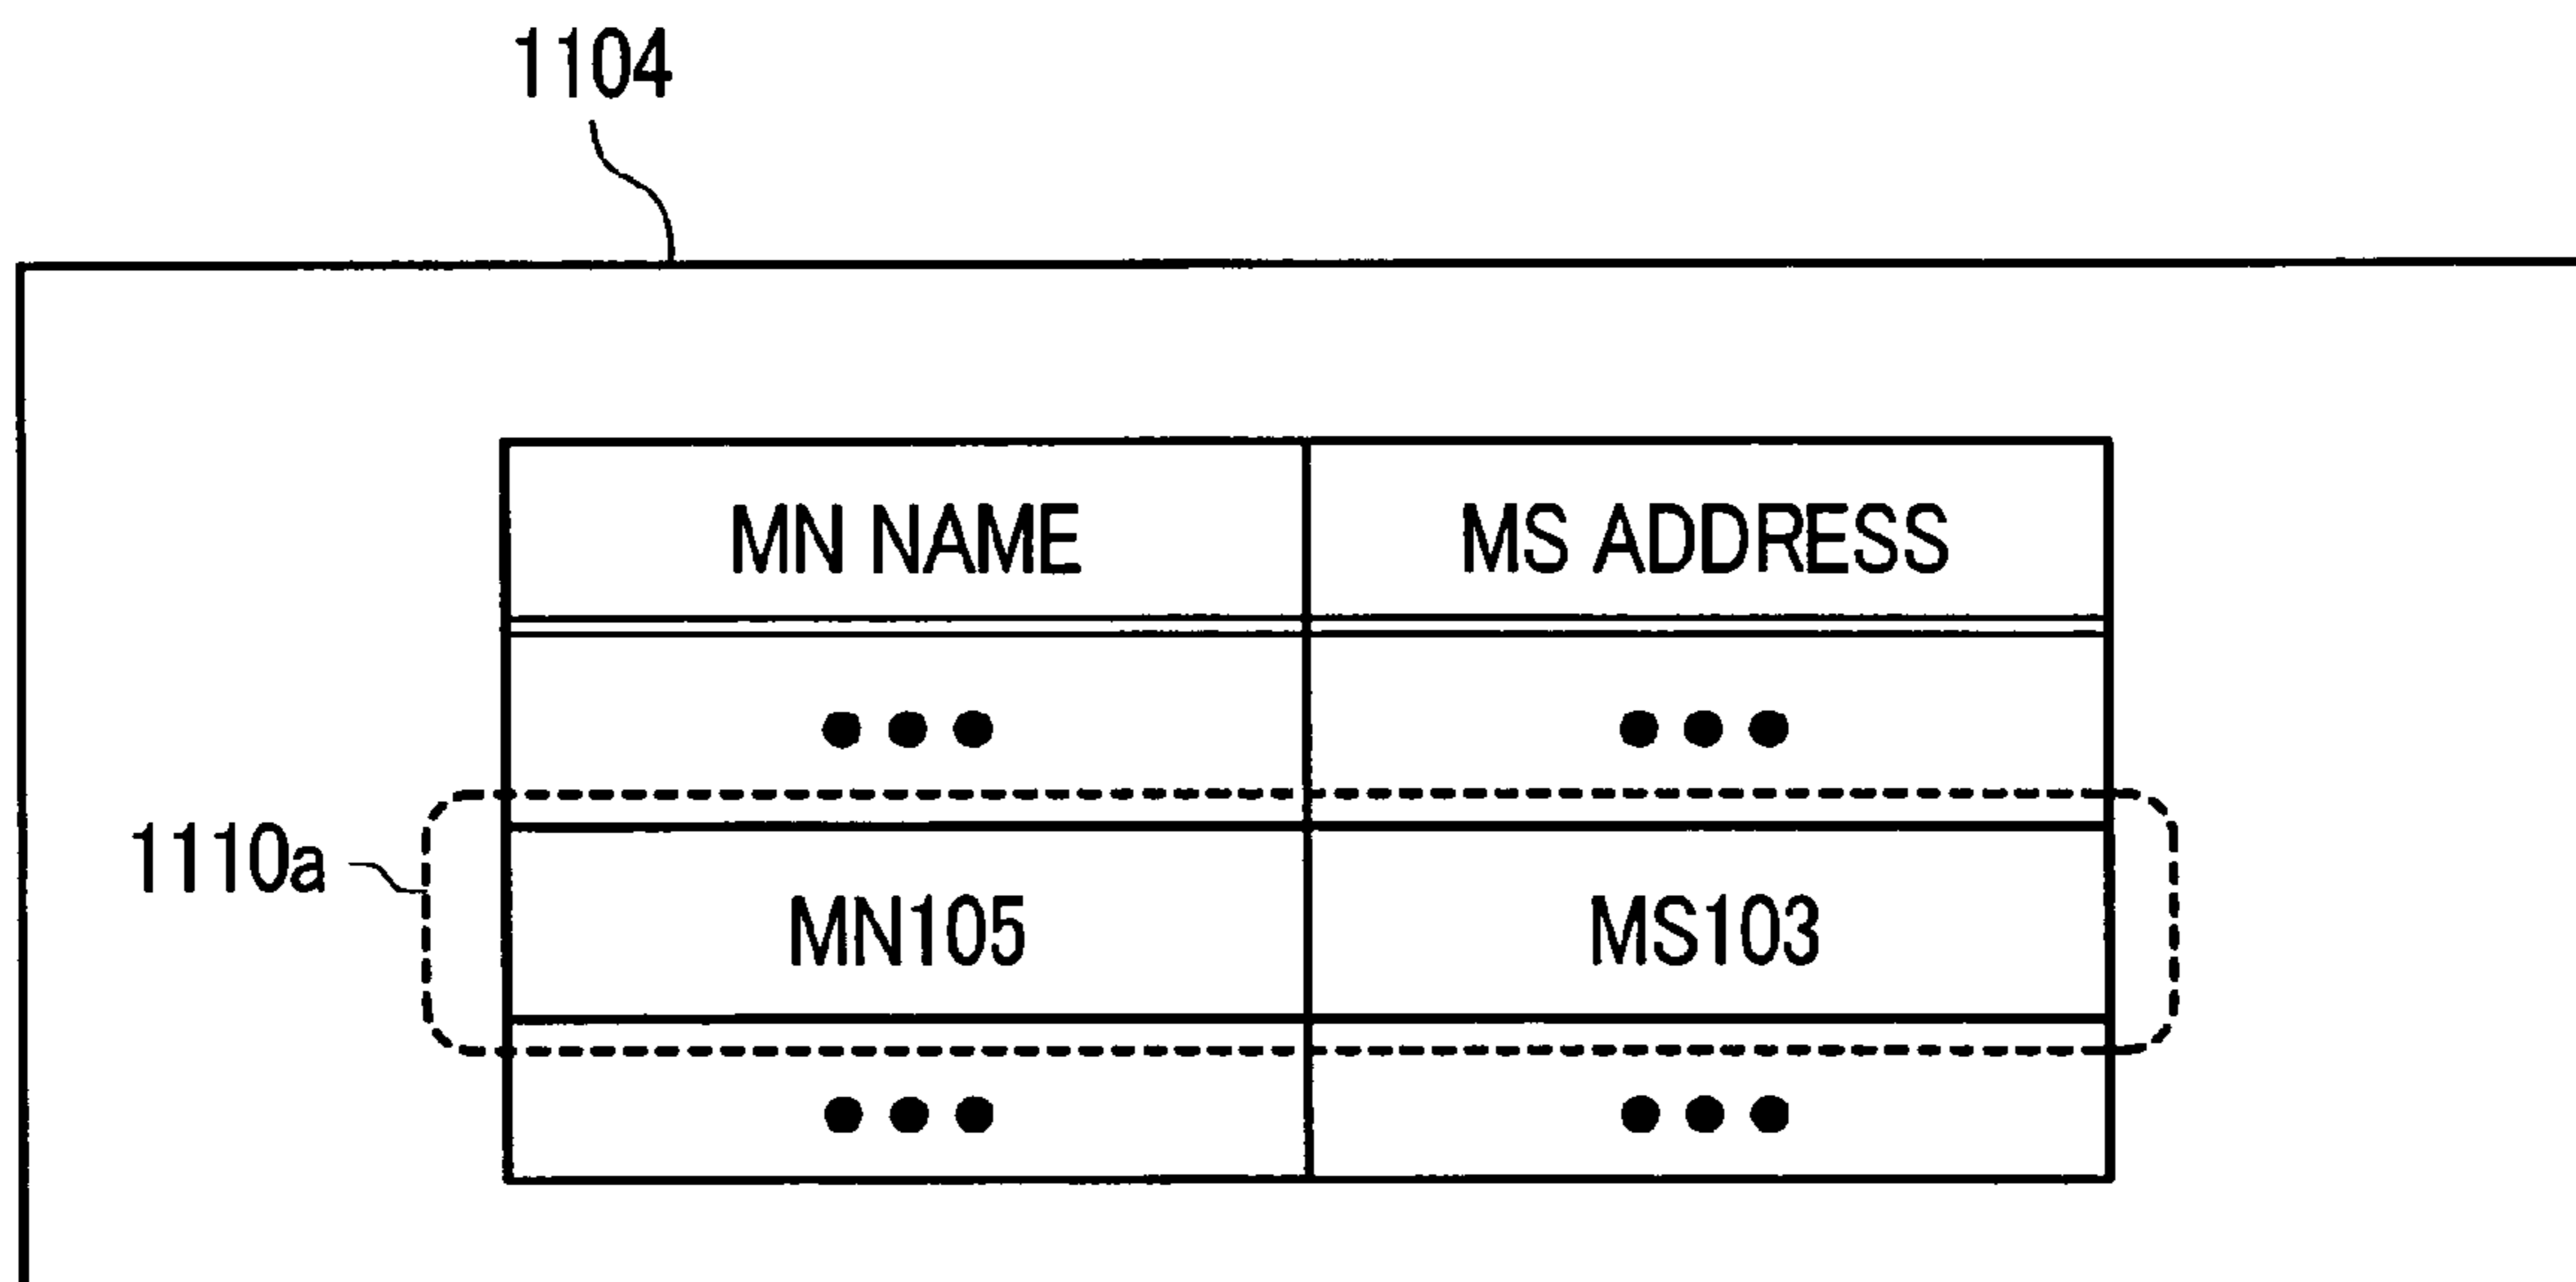 1104
MN NAME MS ADDRESS
●●● ●●●
1110a
MN105 MS103
●●● ●●●